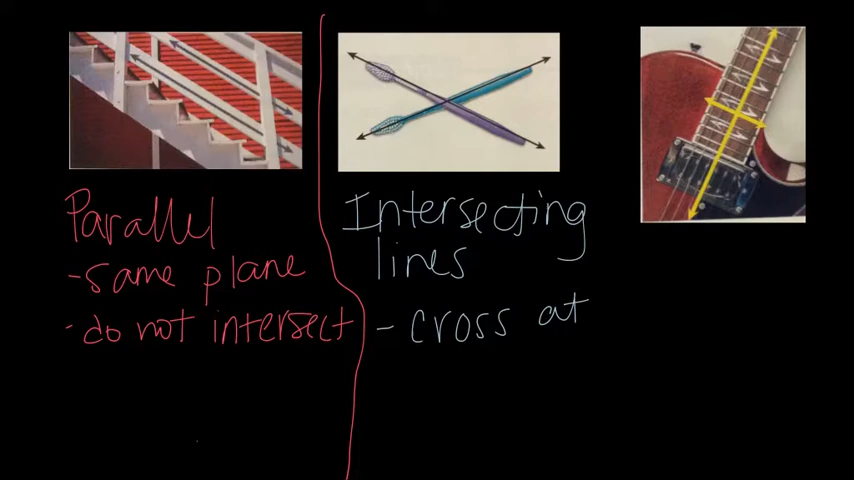 Parallel
-same plane
-do not intersect
Intersecting
lines
- cross at